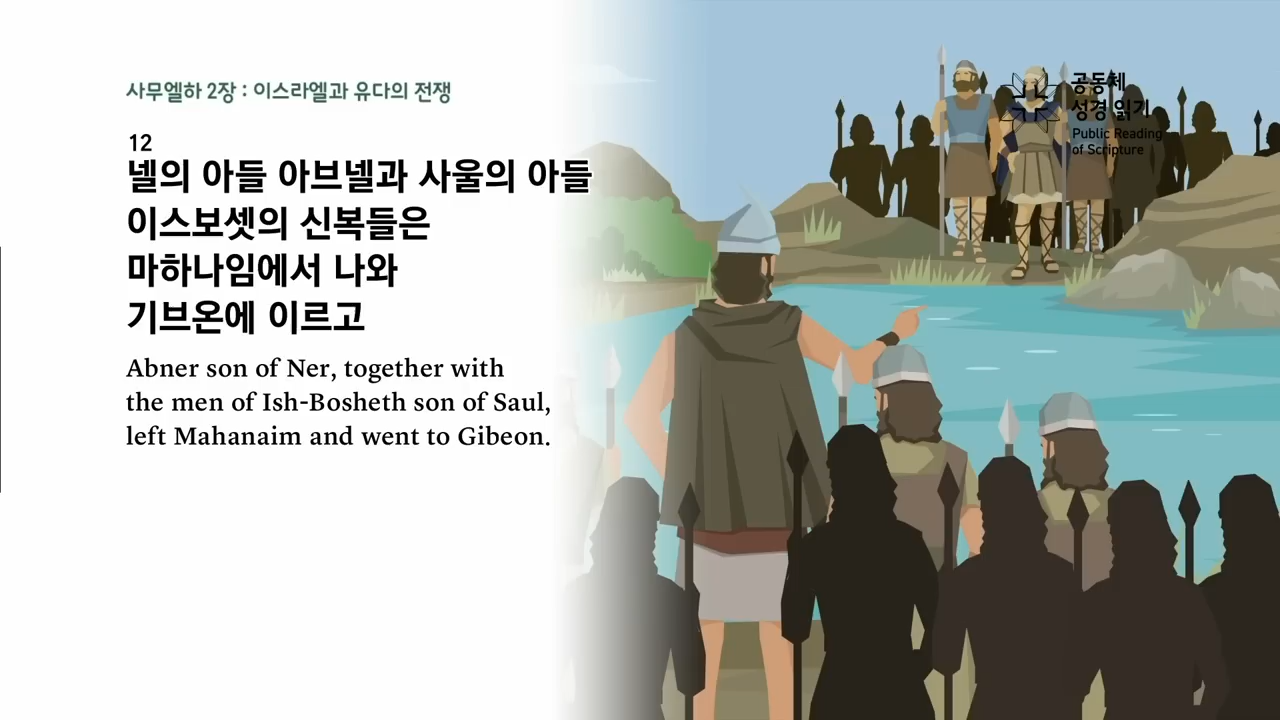 사무엘하 2장 : 이스라엘과 유다의 전쟁
12
넬의 아들 아브넬과 사울의 아들
이스보셋의 신복들은
마하나임에서 나와
기브온에 이르고
Abner son of Ner, together with
the men of Ish-Bosheth son of Saul,
left Mahanaim and went to Gibeon.
공동체
성경 읽기
Public Reading
of Scripture